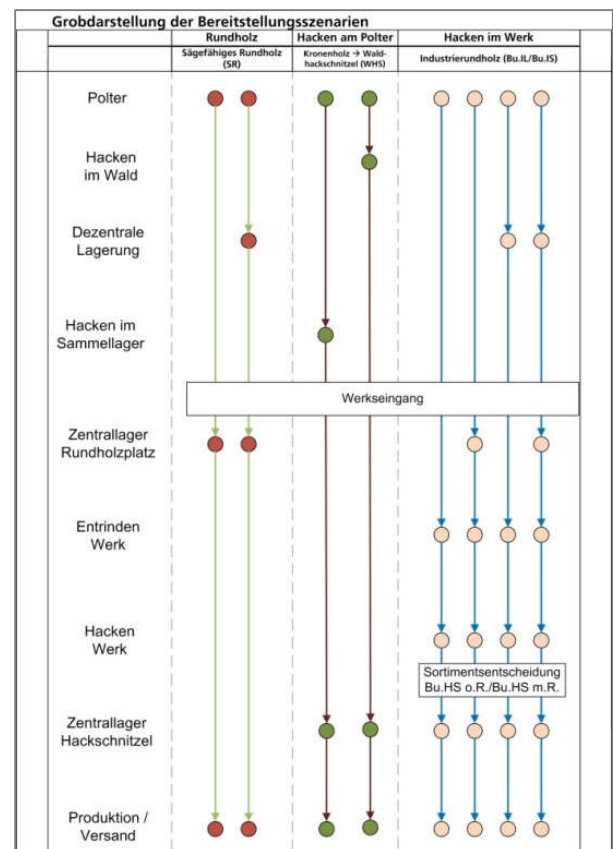 Grobdarstellung der Bereitstellungsszenarien
Rundholz
Hacken am Polter
Hacken im Werk
Sägefähiges Rundholz
(SR)
Kronenholz → Wald-
hackschnitzel (WHS)
Industrierundholz (Bu.IL/Bu.IS)
Polter
Hacken
im Wald
Dezentrale
Lagerung
Hacken im
Sammellager
Werkseingang
Zentrallager
Rundholzplatz
Entrinden
Werk
Hacken
Werk
Sortimentsentscheidung
Bu.HS o.R./Bu.HS m.R.
Zentrallager
Hackschnitzel
Produktion /
Versand